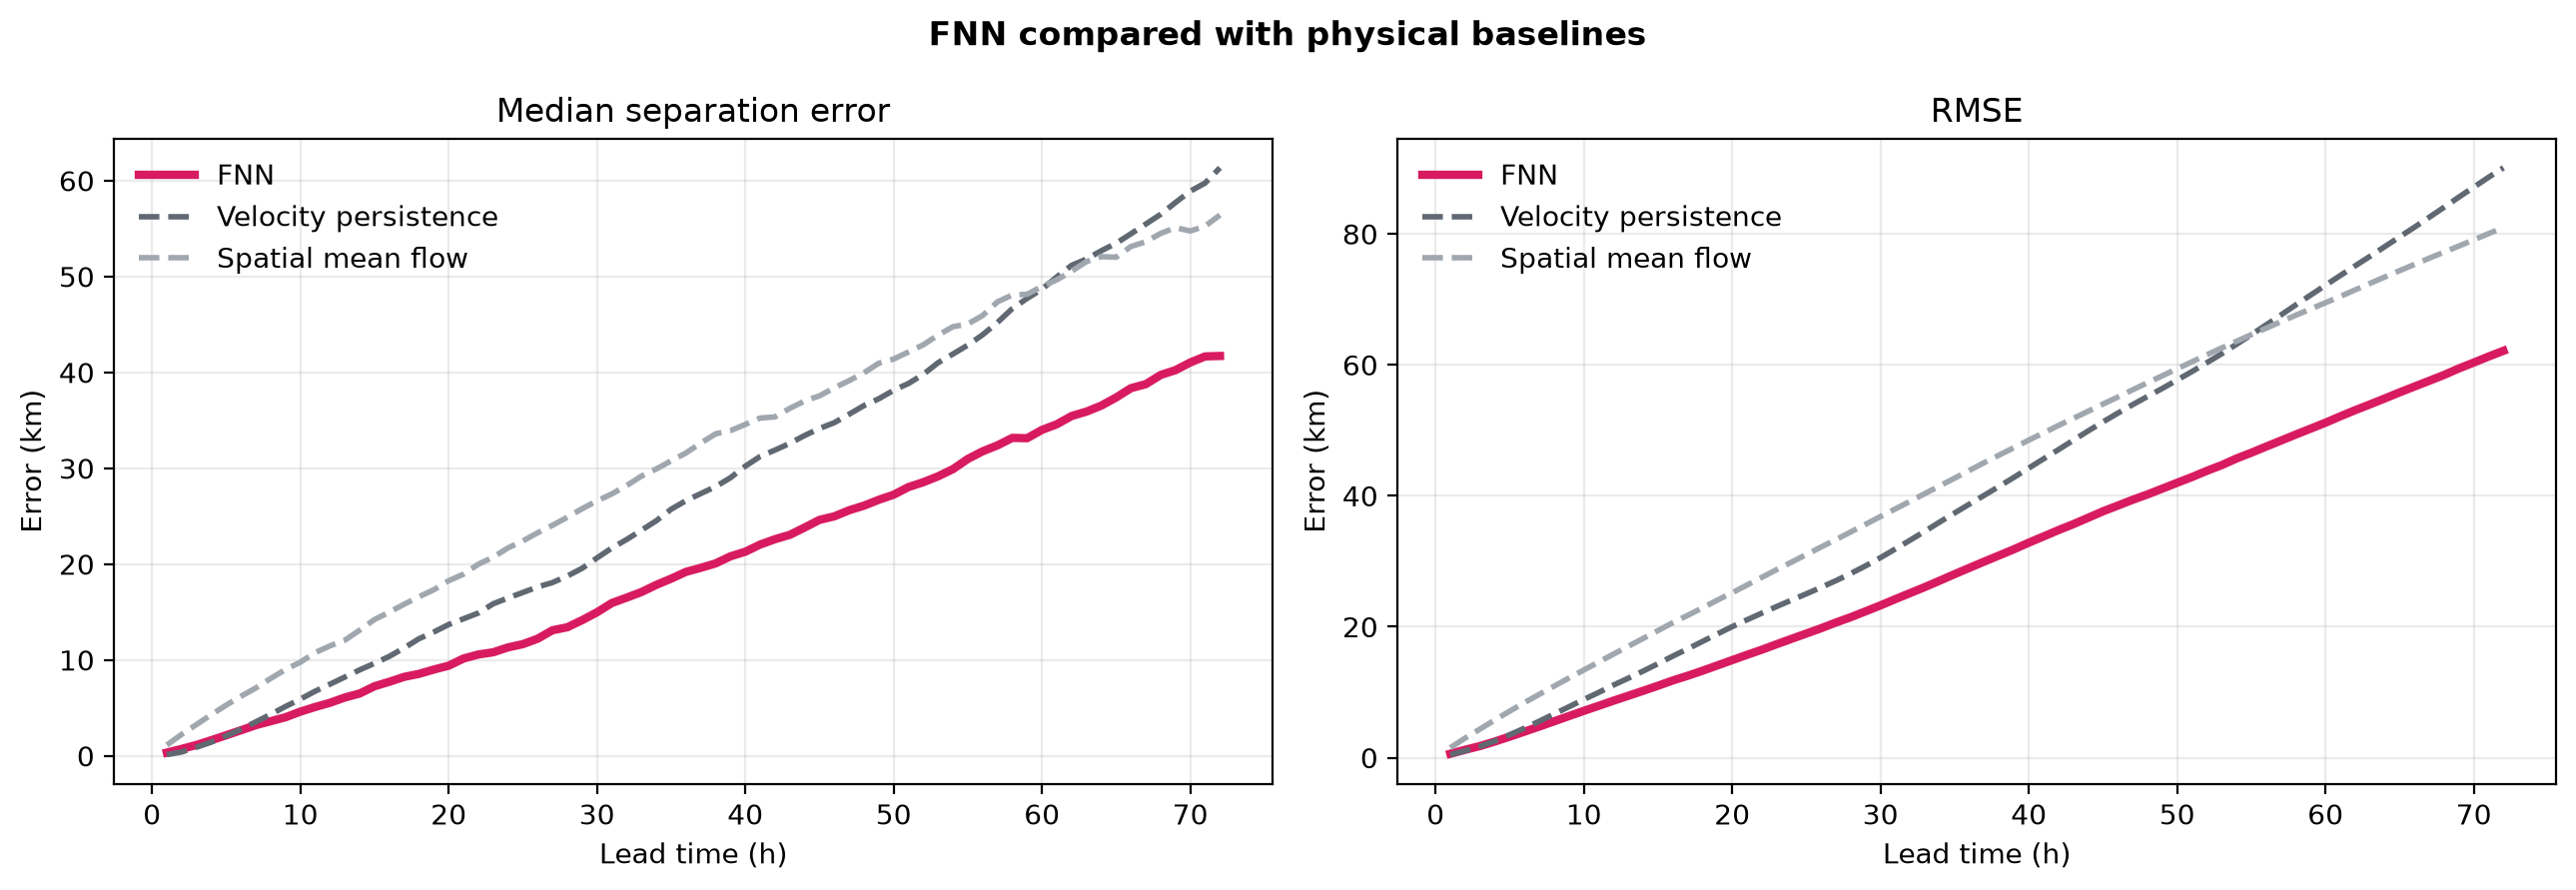 FNN compared with physical baselines
Median separation error
FNN
Velocity persistence
Spatial mean flow
60
50
40
30
20
10
0
Error (km)
0 10 20 30 40 50 60 70
Lead time (h)
RMSE
FNN
Velocity persistence
Spatial mean flow
80
60
40
20
0
Error (km)
0 10 20 30 40 50 60 70
Lead time (h)